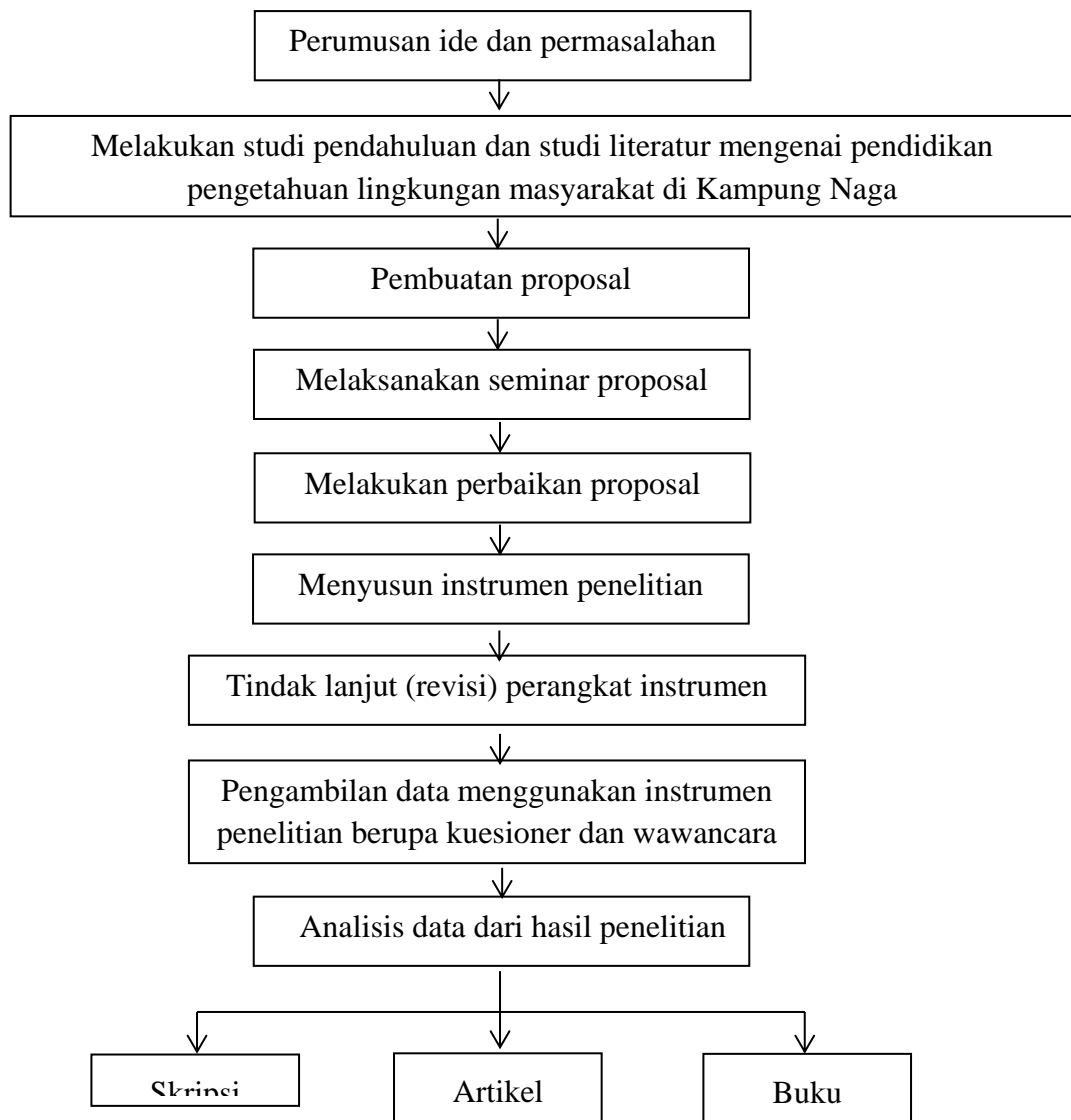 Perumusan ide dan permasalahan
Melakukan studi pendahuluan dan studi literatur mengenai pendidikan
pengetahuan lingkungan masyarakat di Kampung Naga
Pembuatan proposal
Melaksanakan seminar proposal
Melakukan perbaikan proposal
Menyusun instrumen penelitian
Tindak lanjut (revisi) perangkat instrumen
Pengambilan data menggunakan instrumen
penelitian berupa kuesioner dan wawancara
Analisis data dari hasil penelitian
Skripsi
Artikel
Buku